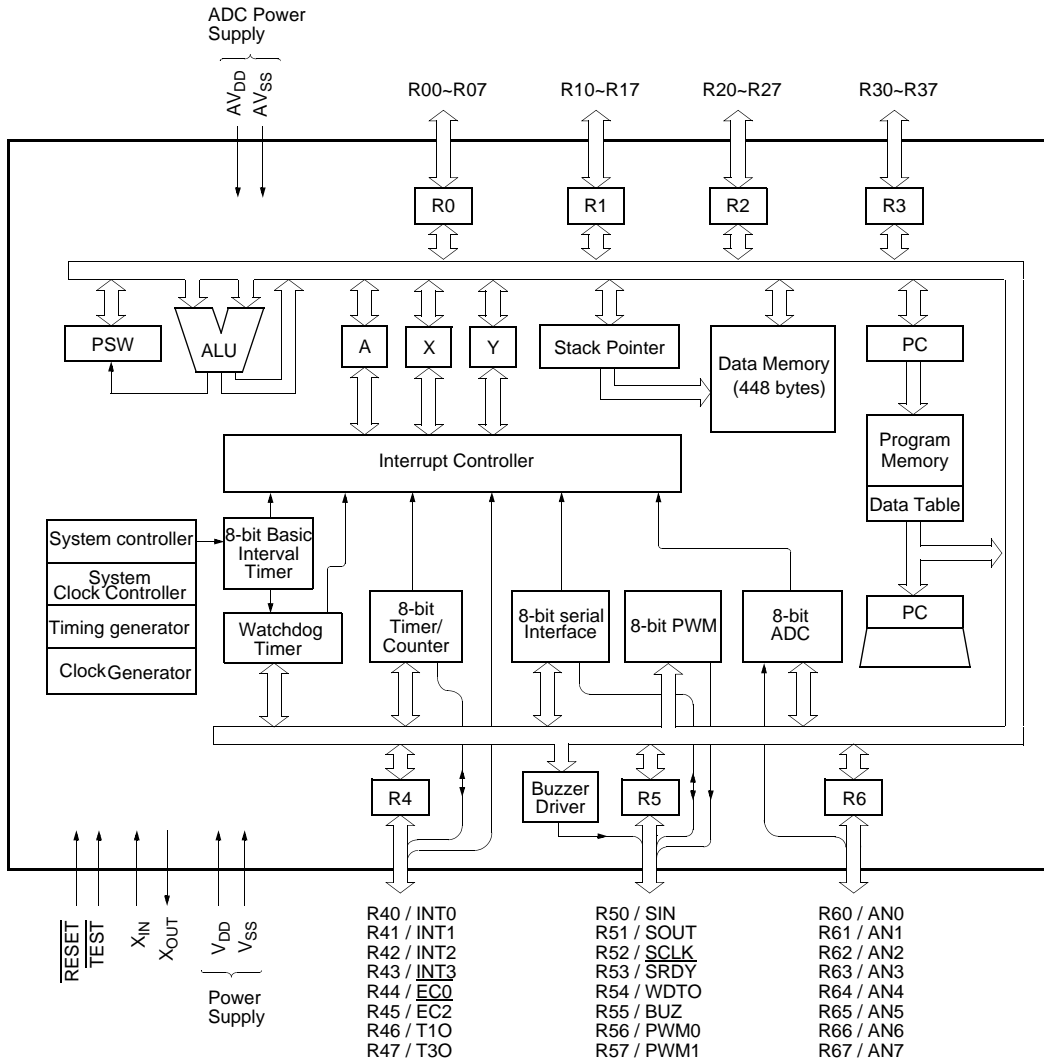 ADC Power
Supply
AVDD
AVSS
R00~R07
R10~R17
R20~R27
R30~R37
R0
R1
R2
R3
PSW
ALU
A
X
Y
Stack Pointer
Data Memory
(448 bytes)
PC
Interrupt Controller
Program
Memory
Data Table
System controller
System
Clock Controller
Timing generator
Clock Generator
8-bit Basic
Interval
Timer
Watchdog
Timer
8-bit
Timer/
Counter
8-bit serial
Interface
8-bit PWM
8-bit
ADC
PC
R4
Buzzer
Driver
R5
R6
RESET
TEST
XIN
XOUT
VDD
VSS
Power
Supply
R40 / INT0
R41 / INT1
R42 / INT2
R43 / INT3
R44 / EC0
R45 / EC2
R46 / T1O
R47 / T3O
R50 / SIN
R51 / SOUT
R52 / SCLK
R53 / SRDY
R54 / WDTO
R55 / BUZ
R56 / PWM0
R57 / PWM1
R60 / AN0
R61 / AN1
R62 / AN2
R63 / AN3
R64 / AN4
R65 / AN5
R66 / AN6
R67 / AN7